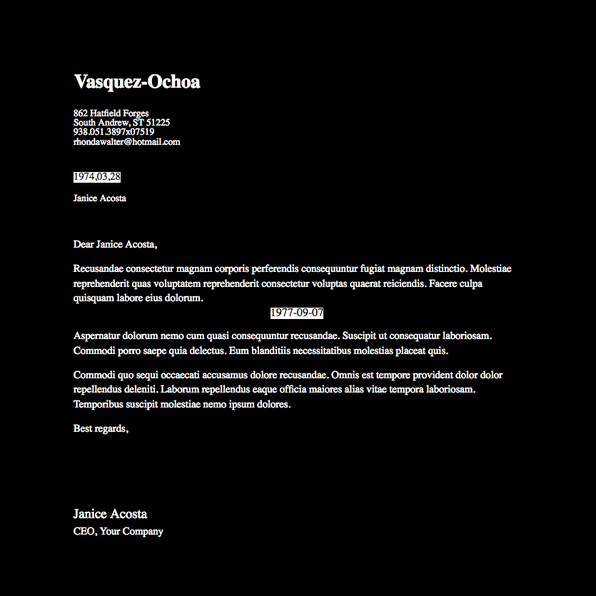 Vasquez-Ochoa
862 Hatfield Forges
South Andrew, ST 51225
938.051.3897x07519
rhondawalter@hotmail.com
1974,03,28
Janice Acosta
Dear Janice Acosta,
Recusandae consectetur magnam corporis perferendis consequuntur fugiat magnam distinctio. Molestiae
reprehenderit quas voluptatem reprehenderit consectetur voluptas quaerat reiciendis. Facere culpa
quisquam labore eius dolorum.
1977-09-07
Aspernatur dolorum nemo cum quasi consequuntur recusandae. Suscipit ut consequatur laboriosam.
Commodi porro saepe quia delectus. Eum blanditiis necessitatibus molestias placeat quis.
Commodi quo sequi occaecati accusamus dolore recusandae. Omnis est tempore provident dolor dolor
repellendus deleniti. Laborum repellendus eaque officia maiores alias vitae tempora laboriosam.
Temporibus suscipit molestiae nemo ipsum dolores.
Best regards,
Janice Acosta
CEO, Your Company